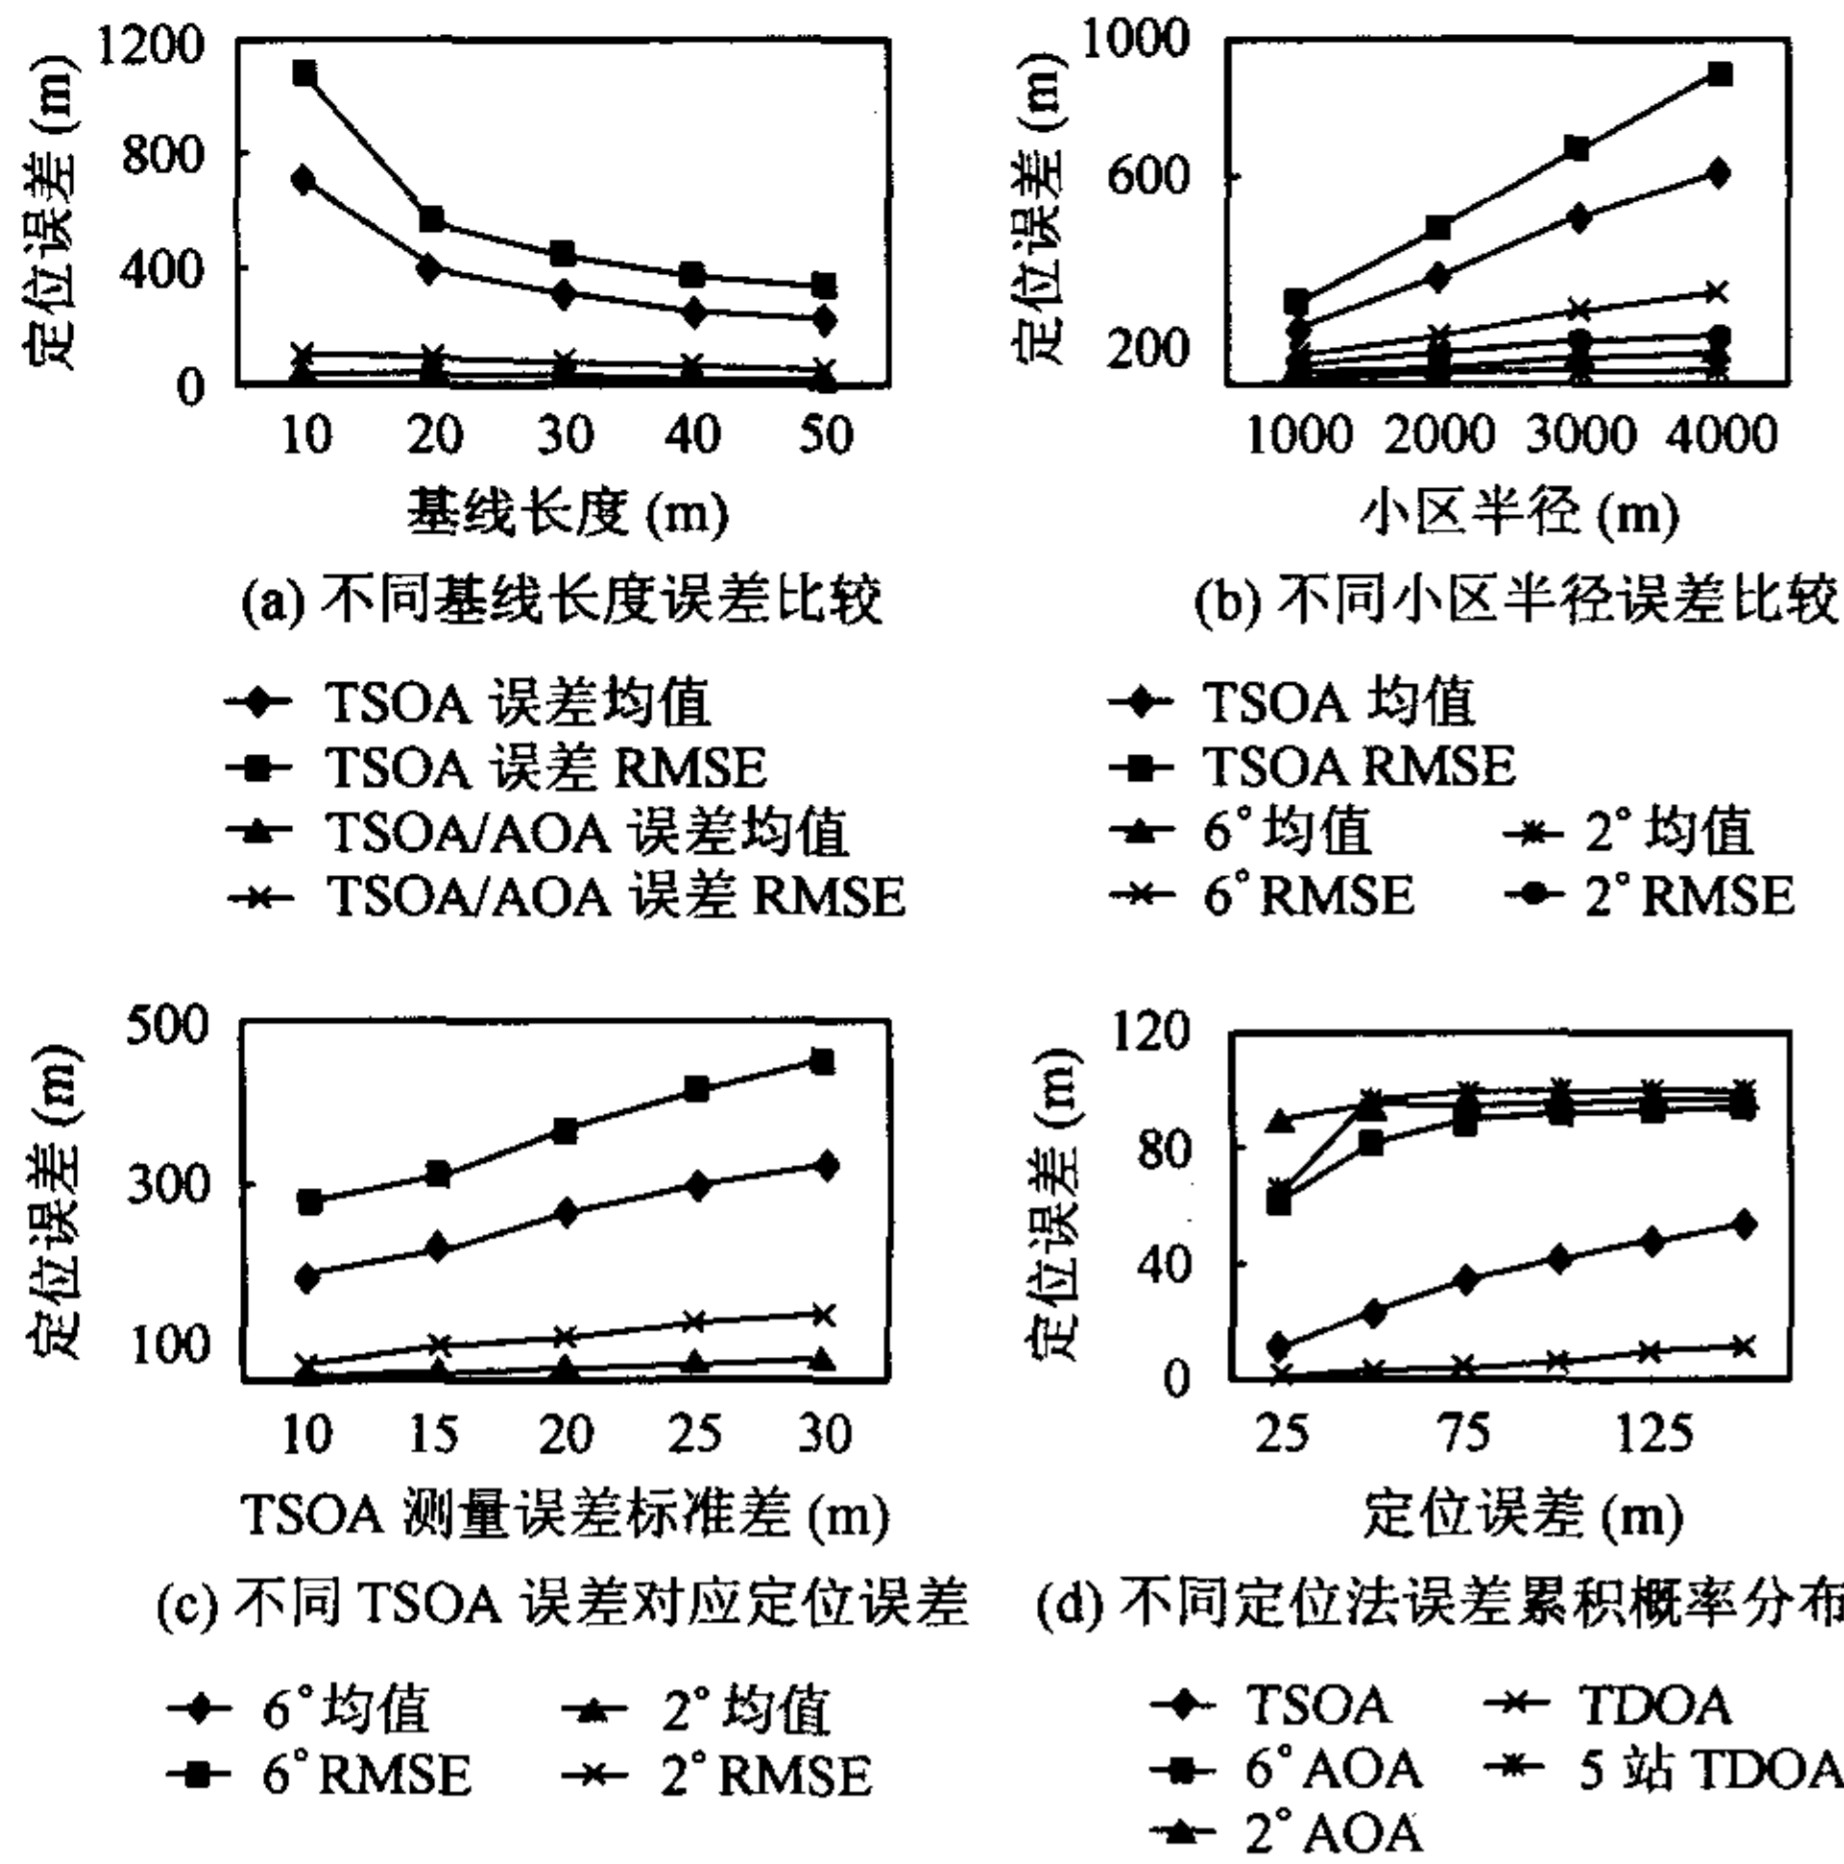 定位误差 (m)
1200
800
400
0
10 20 30 40 50
基线长度 (m)
(a) 不同基线长度误差比较
TSOA 误差均值
TSOA 误差 RMSE
TSOA/AOA 误差均值
TSOA/AOA 误差 RMSE
定位误差 (m)
1000
600
200
1000 2000 3000 4000
小区半径 (m)
(b) 不同小区半径误差比较
TSOA 均值
TSOA RMSE
6°均值 2°均值
6°RMSE 2°RMSE
定位误差 (m)
500
300
100
10 15 20 25 30
TSOA 测量误差标准差 (m)
(c) 不同 TSOA 误差对应定位误差
6°均值 2°均值
6°RMSE 2°RMSE
定位误差 (m)
120
80
40
0
25 75 125
定位误差 (m)
(d) 不同定位法误差累积概率分布
TSOA TDOA
6°AOA 5 站 TDOA
2°AOA